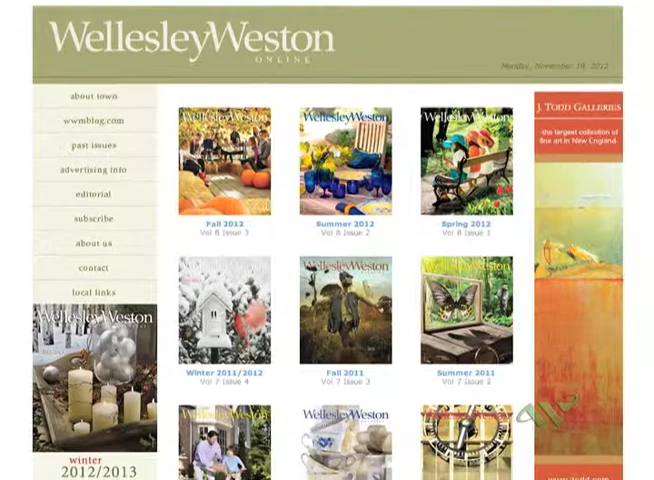 WellesleyWeston
ONLINE
Monday, November 19, 2012
about town
wwmblog.com
past issues
advertising info
editorial
subscribe
about us
contact
local links
WellesleyWeston
winter
2012/2013
WellesleyWeston
Fall 2012
Vol 8 Issue 3
WellesleyWeston
Summer 2012
Vol 8 Issue 2
WellesleyWeston
Spring 2012
Vol 8 Issue 1
Winter 2011/2012
Vol 7 Issue 4
WellesleyWeston
Fall 2011
Vol 7 Issue 3
WellesleyWeston
Summer 2011
Vol 7 Issue 2
WellesleyWeston
WellesleyWeston
J. TODD GALLERIES
the largest collection of
fine art in New England.